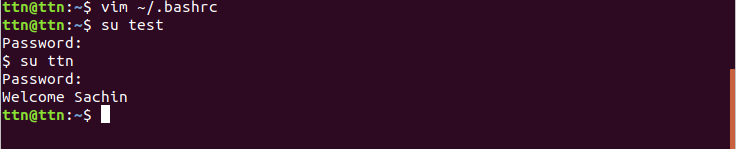 ttn@ttn:~$ vim ~/.bashrc
ttn@ttn:~$ su test
Password:
$ su ttn
Password:
Welcome Sachin
ttn@ttn:~$